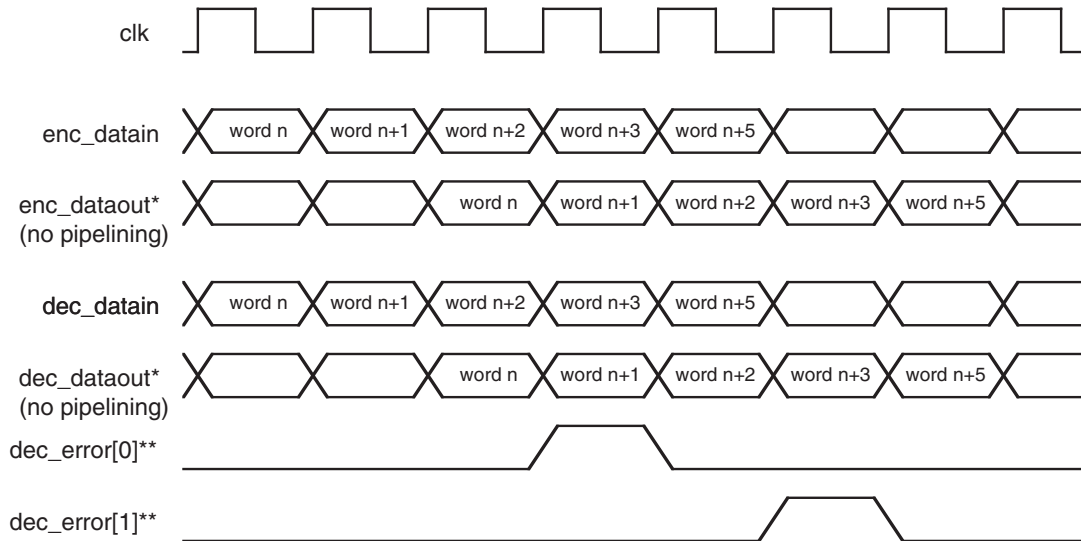 clk
enc_datain
word n word n+1 word n+2 word n+3 word n+5
enc_dataout*
(no pipelining)
word n word n+1 word n+2 word n+3 word n+5
dec_datain
word n word n+1 word n+2 word n+3 word n+5
dec_dataout*
(no pipelining)
word n word n+1 word n+2 word n+3 word n+5
dec_error[0]**
dec_error[1]**